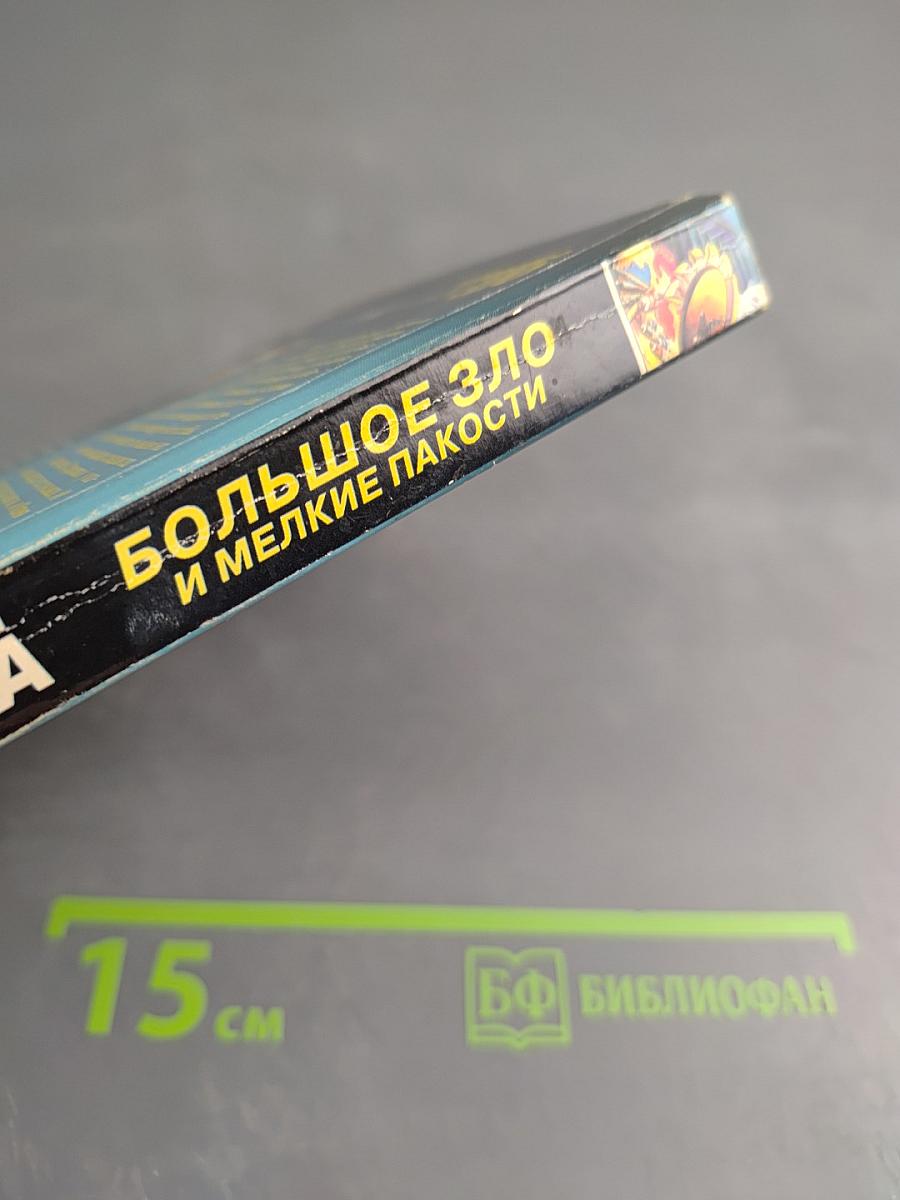 БОЛЬШОЕ ЗЛО
И МЕЛКИЕ ПАКОСТИ
А
15 см
БФ БИБЛИОФАН